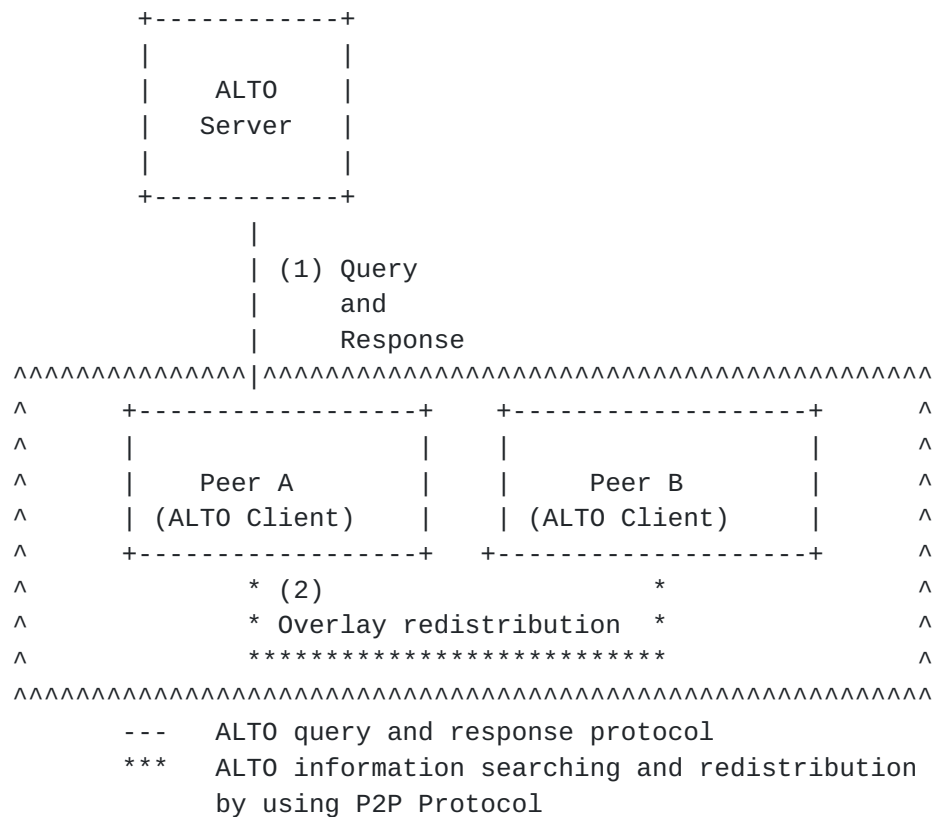 ALTO
Server
(1) Query
and
Response
Peer A Peer B
(ALTO Client) (ALTO Client)
(2)
Overlay redistribution
--- ALTO query and response protocol
*** ALTO information searching and redistribution
by using P2P Protocol